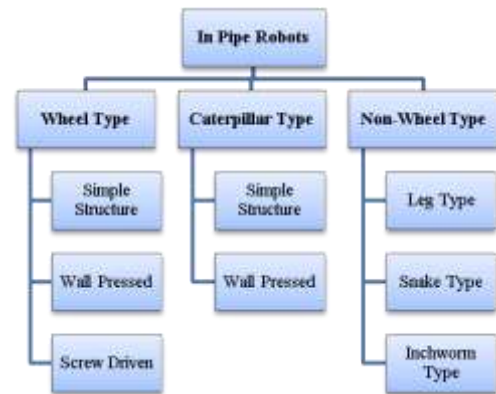 In Pipe Robots
Wheel Type
Caterpillar Type
Non-Wheel Type
Simple
Structure
Simple
Structure
Leg Type
Wall Pressed
Wall Pressed
Snake Type
Screw Driven
Inchworm
Type